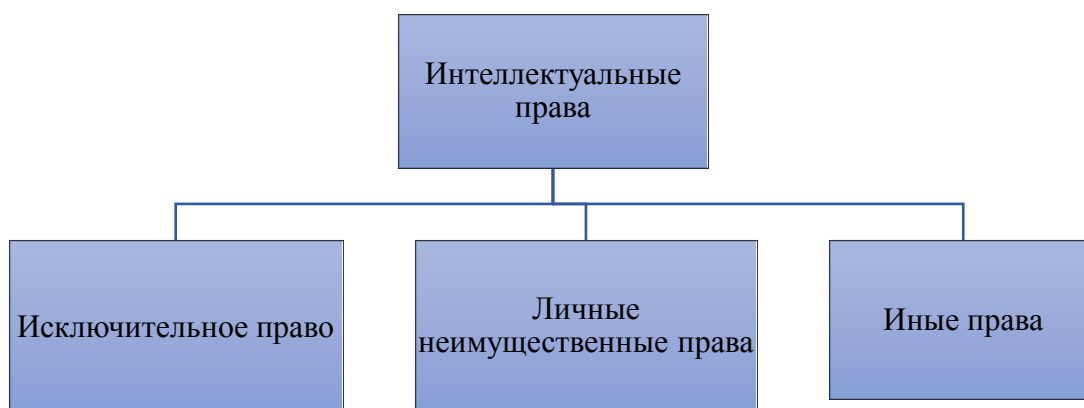 Интеллектуальные
права
Исключительное право
Личные
неимущественные права
Иные права